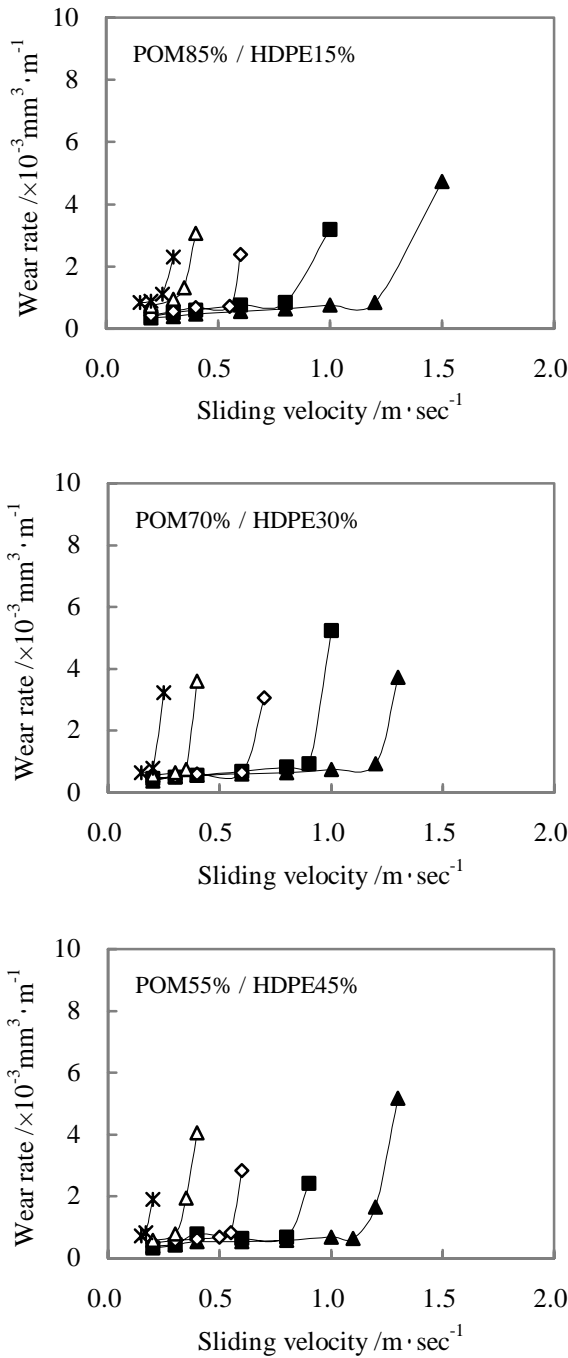 POM85% / HDPE15%
Wear rate /×10⁻³mm³·m⁻¹
10
8
6
4
2
0
0.0 0.5 1.0 1.5 2.0
Sliding velocity /m·sec⁻¹
POM70% / HDPE30%
Wear rate /×10⁻³mm³·m⁻¹
10
8
6
4
2
0
0.0 0.5 1.0 1.5 2.0
Sliding velocity /m·sec⁻¹
POM55% / HDPE45%
Wear rate /×10⁻³mm³·m⁻¹
10
8
6
4
2
0
0.0 0.5 1.0 1.5 2.0
Sliding velocity /m·sec⁻¹